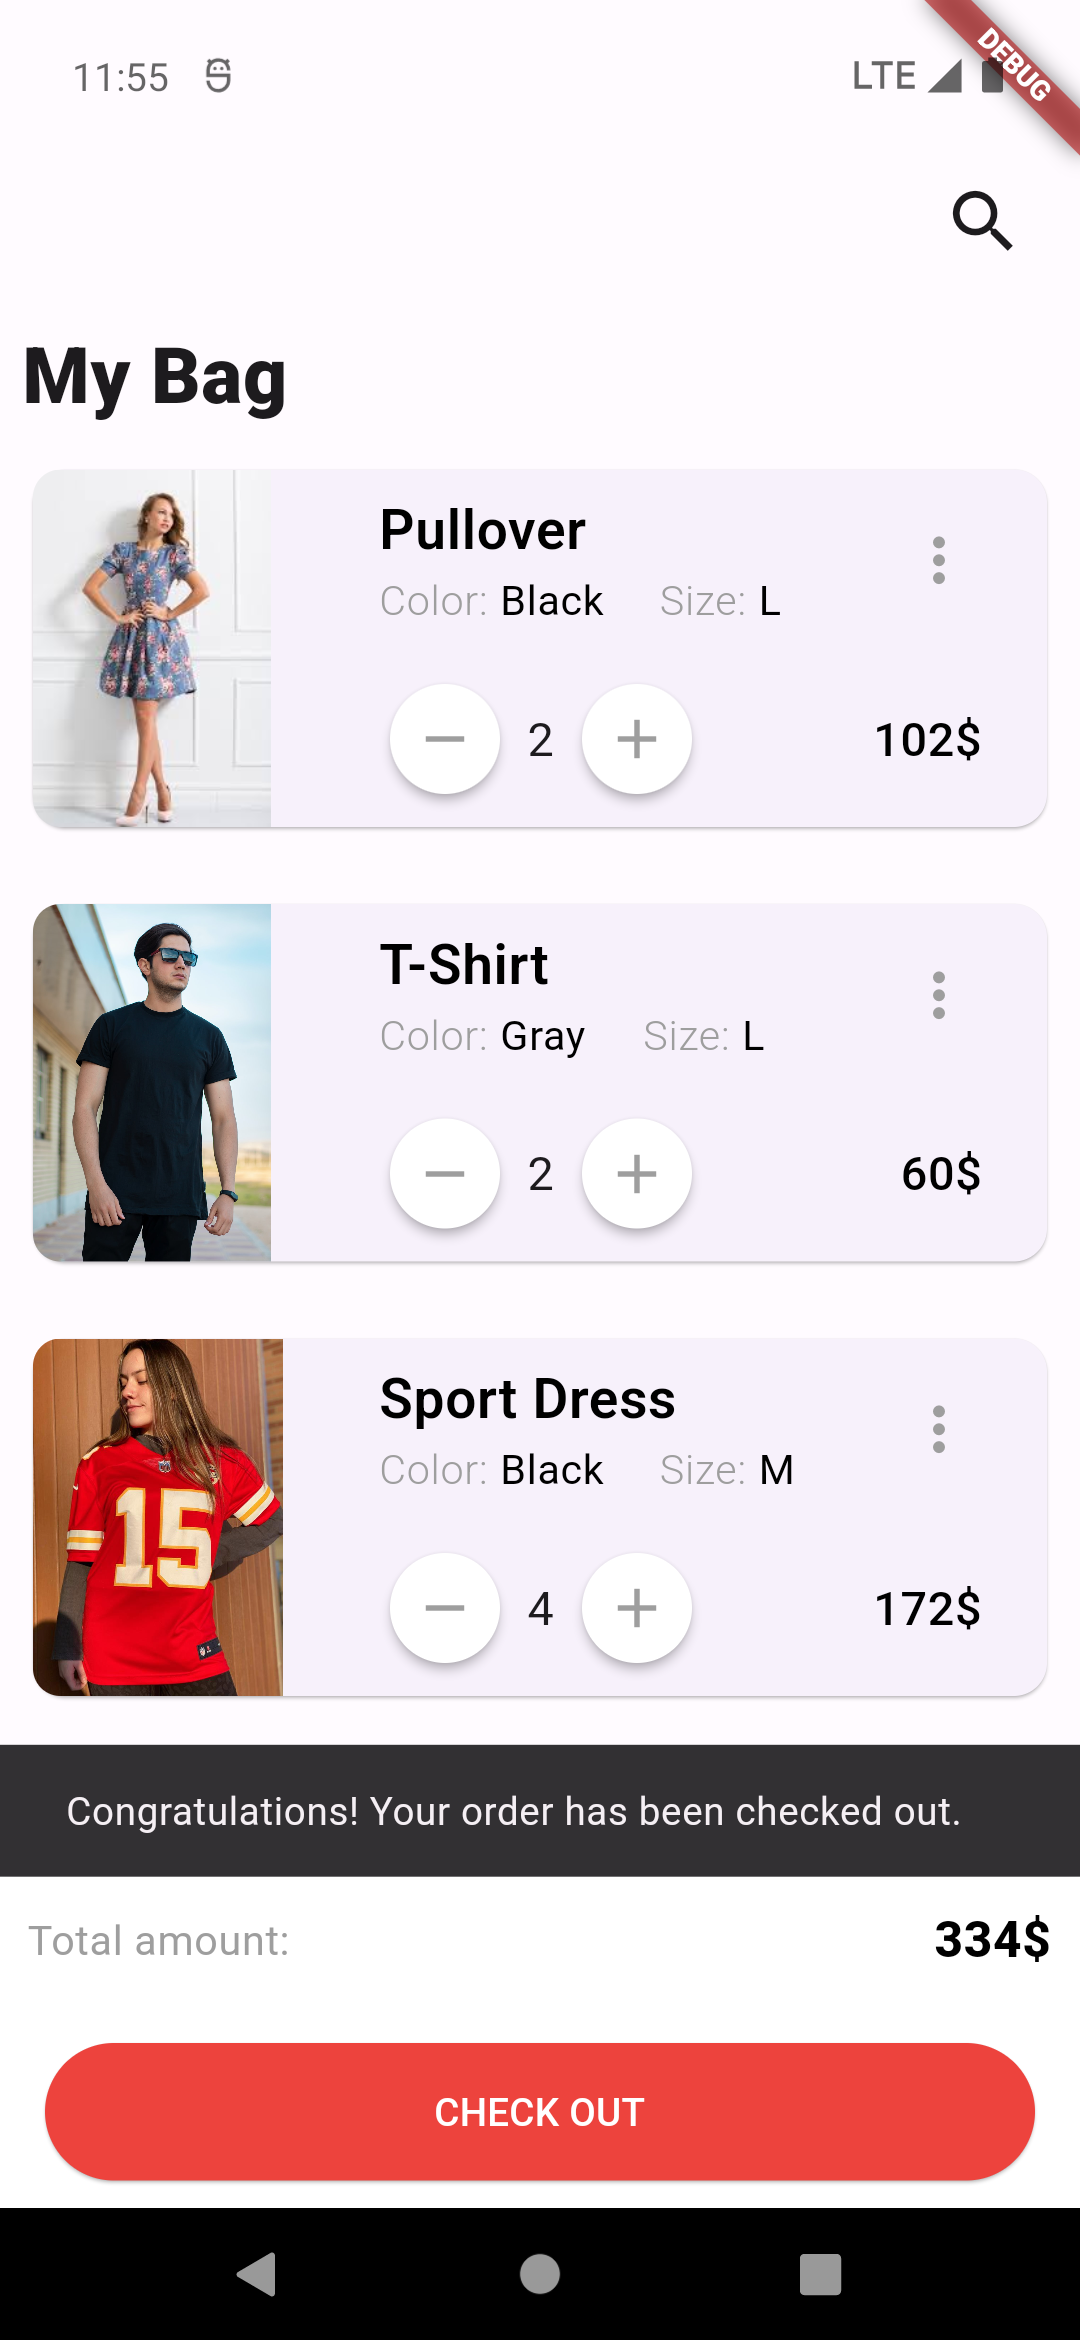 11:55 LTE
DEBUG
My Bag
Pullover
Color: Black Size: L
2 102$
T-Shirt
Color: Gray Size: L
2 60$
Sport Dress
Color: Black Size: M
15
4 172$
Congratulations! Your order has been checked out.
Total amount: 334$
CHECK OUT